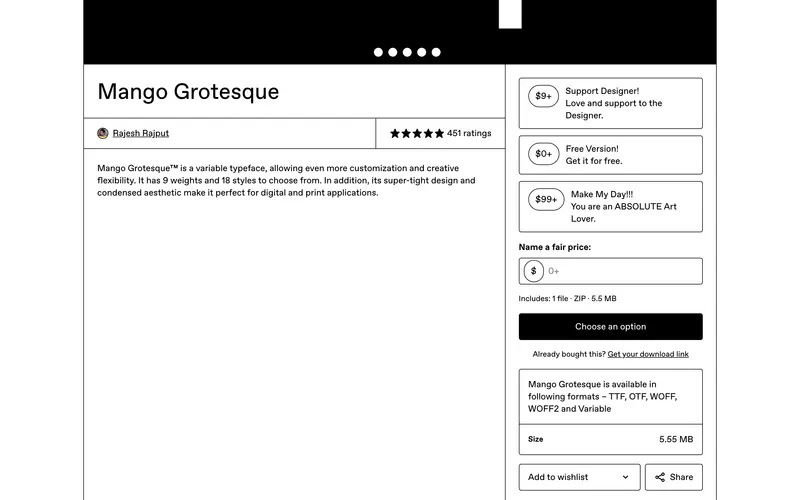 Mango Grotesque
Rajesh Rajput
451 ratings
Mango Grotesque™ is a variable typeface, allowing even more customization and creative
flexibility. It has 9 weights and 18 styles to choose from. In addition, its super-tight design and
condensed aesthetic make it perfect for digital and print applications.
$9+
Support Designer!
Love and support to the
Designer.
$0+
Free Version!
Get it for free.
$99+
Make My Day!!!
You are an ABSOLUTE Art
Lover.
Name a fair price:
$ 0+
Includes: 1 file · ZIP · 5.5 MB
Choose an option
Already bought this? Get your download link
Mango Grotesque is available in
following formats – TTF, OTF, WOFF,
WOFF2 and Variable
Size 5.55 MB
Add to wishlist
Share